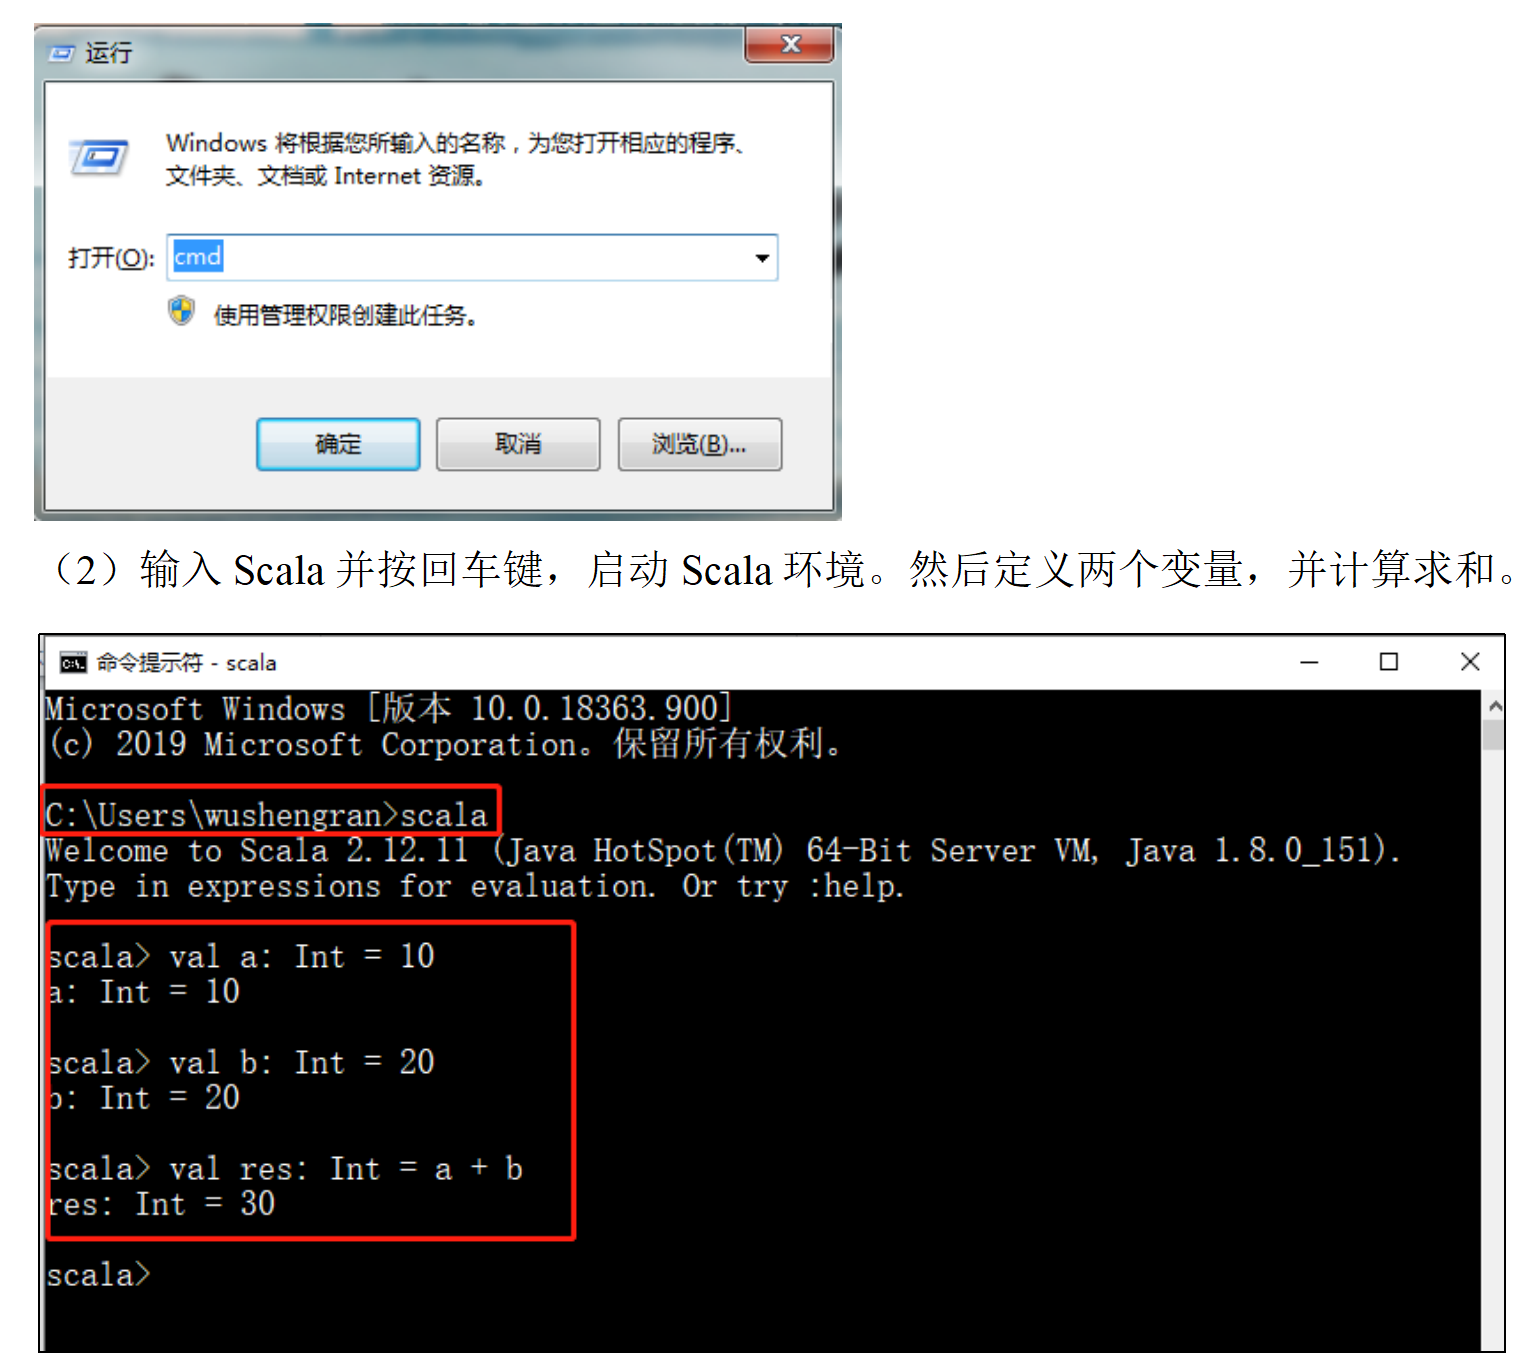 运行
Windows 将根据您所输入的名称，为您打开相应的程序、
文件夹、文档或 Internet 资源。
打开(O): cmd
使用管理权限创建此任务。
确定 取消 浏览(B)...
（2）输入 Scala 并按回车键，启动 Scala 环境。然后定义两个变量，并计算求和。
命令提示符 - scala
Microsoft Windows [版本 10.0.18363.900]
(c) 2019 Microsoft Corporation。保留所有权利。
C:\Users\wushengran>scala
Welcome to Scala 2.12.11 (Java HotSpot(TM) 64-Bit Server VM, Java 1.8.0_151).
Type in expressions for evaluation. Or try :help.
scala> val a: Int = 10
a: Int = 10
scala> val b: Int = 20
b: Int = 20
scala> val res: Int = a + b
res: Int = 30
scala>